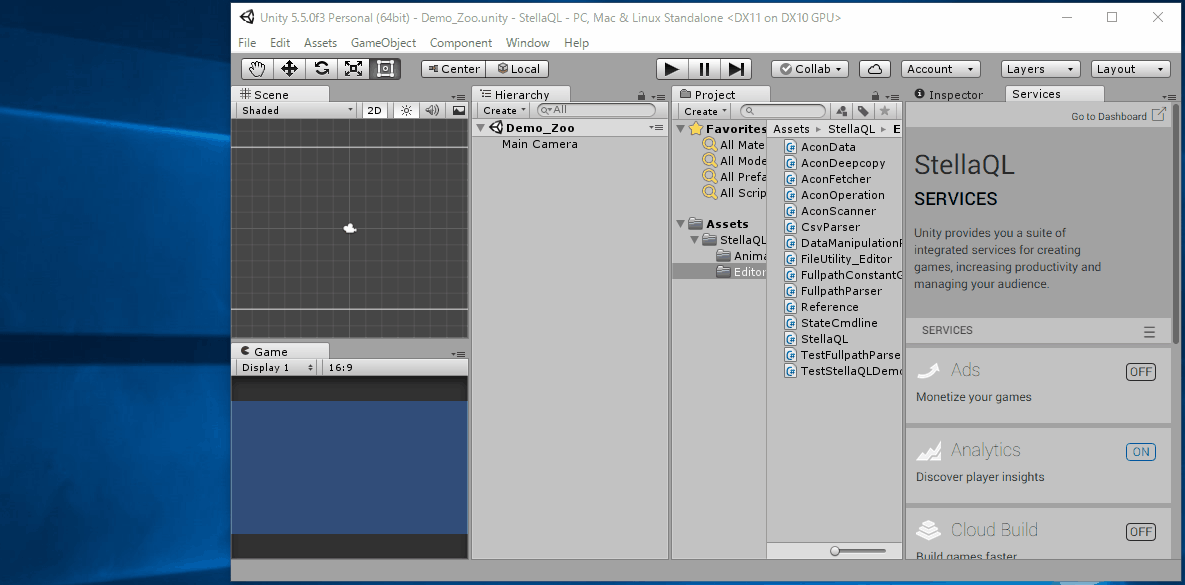 Unity 5.5.0f3 Personal (64bit) - Demo_Zoo.unity - StellaQL - PC, Mac & Linux Standalone <DX11 on DX10 GPU>
File Edit Assets GameObject Component Window Help
Center Local Collab Account Layers Layout
Scene
Shaded 2D
Game
Display 1 16:9
Hierarchy
Create All
Demo_Zoo
Main Camera
Project
Create
Favorites
All Mate
All Mode
All Prefa
All Scrip
Assets
StellaQL
Anima
Editor
Assets ▸ StellaQL ▸ E
AconData
AconDeepcopy
AconFetcher
AconOperation
AconScanner
CsvParser
DataManipulationR
FileUtility_Editor
FullpathConstantG
FullpathParser
Reference
StateCmdline
StellaQL
TestFullpathParse
TestStellaQLDemo
Inspector Services
Go to Dashboard
StellaQL
SERVICES
Unity provides you a suite of
integrated services for creating
games, increasing productivity and
managing your audience.
SERVICES
Ads OFF
Monetize your games
Analytics ON
Discover player insights
Cloud Build OFF
Build games faster